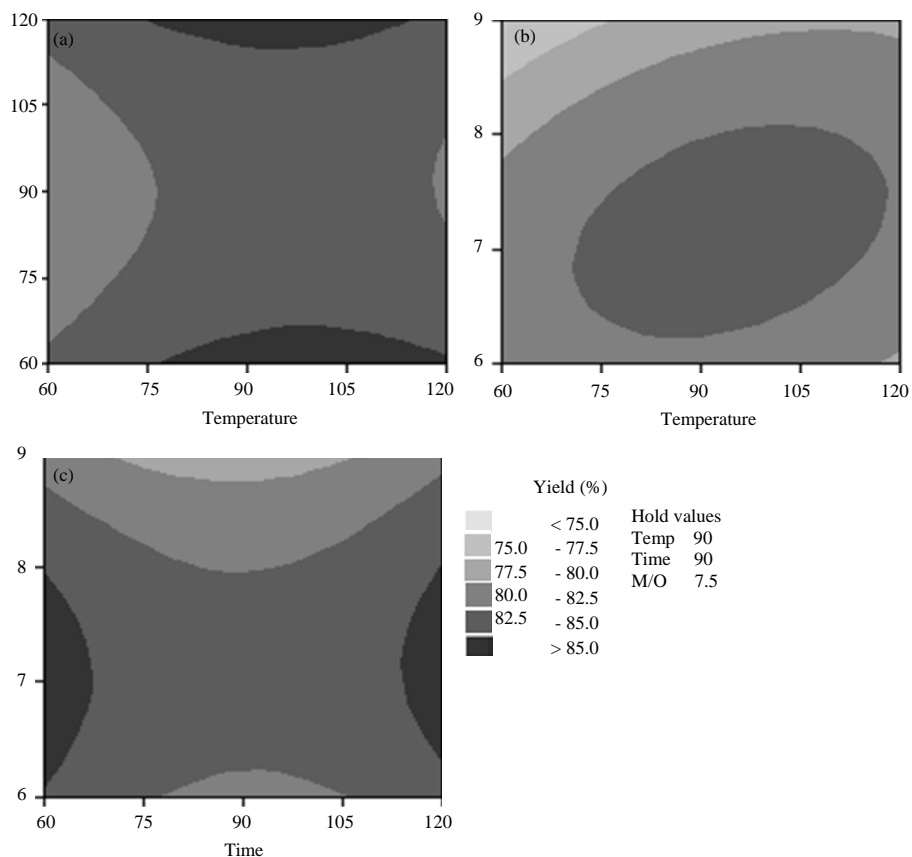 120
(a)
105
90
75
60
60 75 90 105 120
Temperature
9
(b)
8
7
6
60 75 90 105 120
Temperature
9
(c)
8
7
6
60 75 90 105 120
Time
Yield (%)
< 75.0
75.0 - 77.5
77.5 - 80.0
80.0 - 82.5
82.5 - 85.0
> 85.0
Hold values
Temp 90
Time 90
M/O 7.5